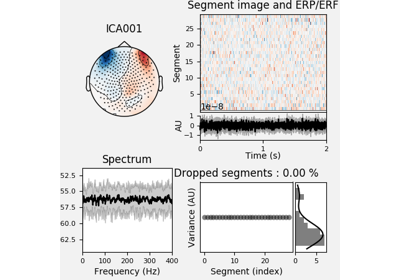 ICA001
Segment image and ERP/ERF
Segment
25
20
15
10
5
1e−8
AU
1
0
−1
0
1
2
Time (s)
Spectrum
52.5
55.0
57.5
60.0
62.5
0
100
200
300
400
Frequency (Hz)
Dropped segments : 0.00 %
Variance (AU)
0
10
20
Segment (index)
0
5